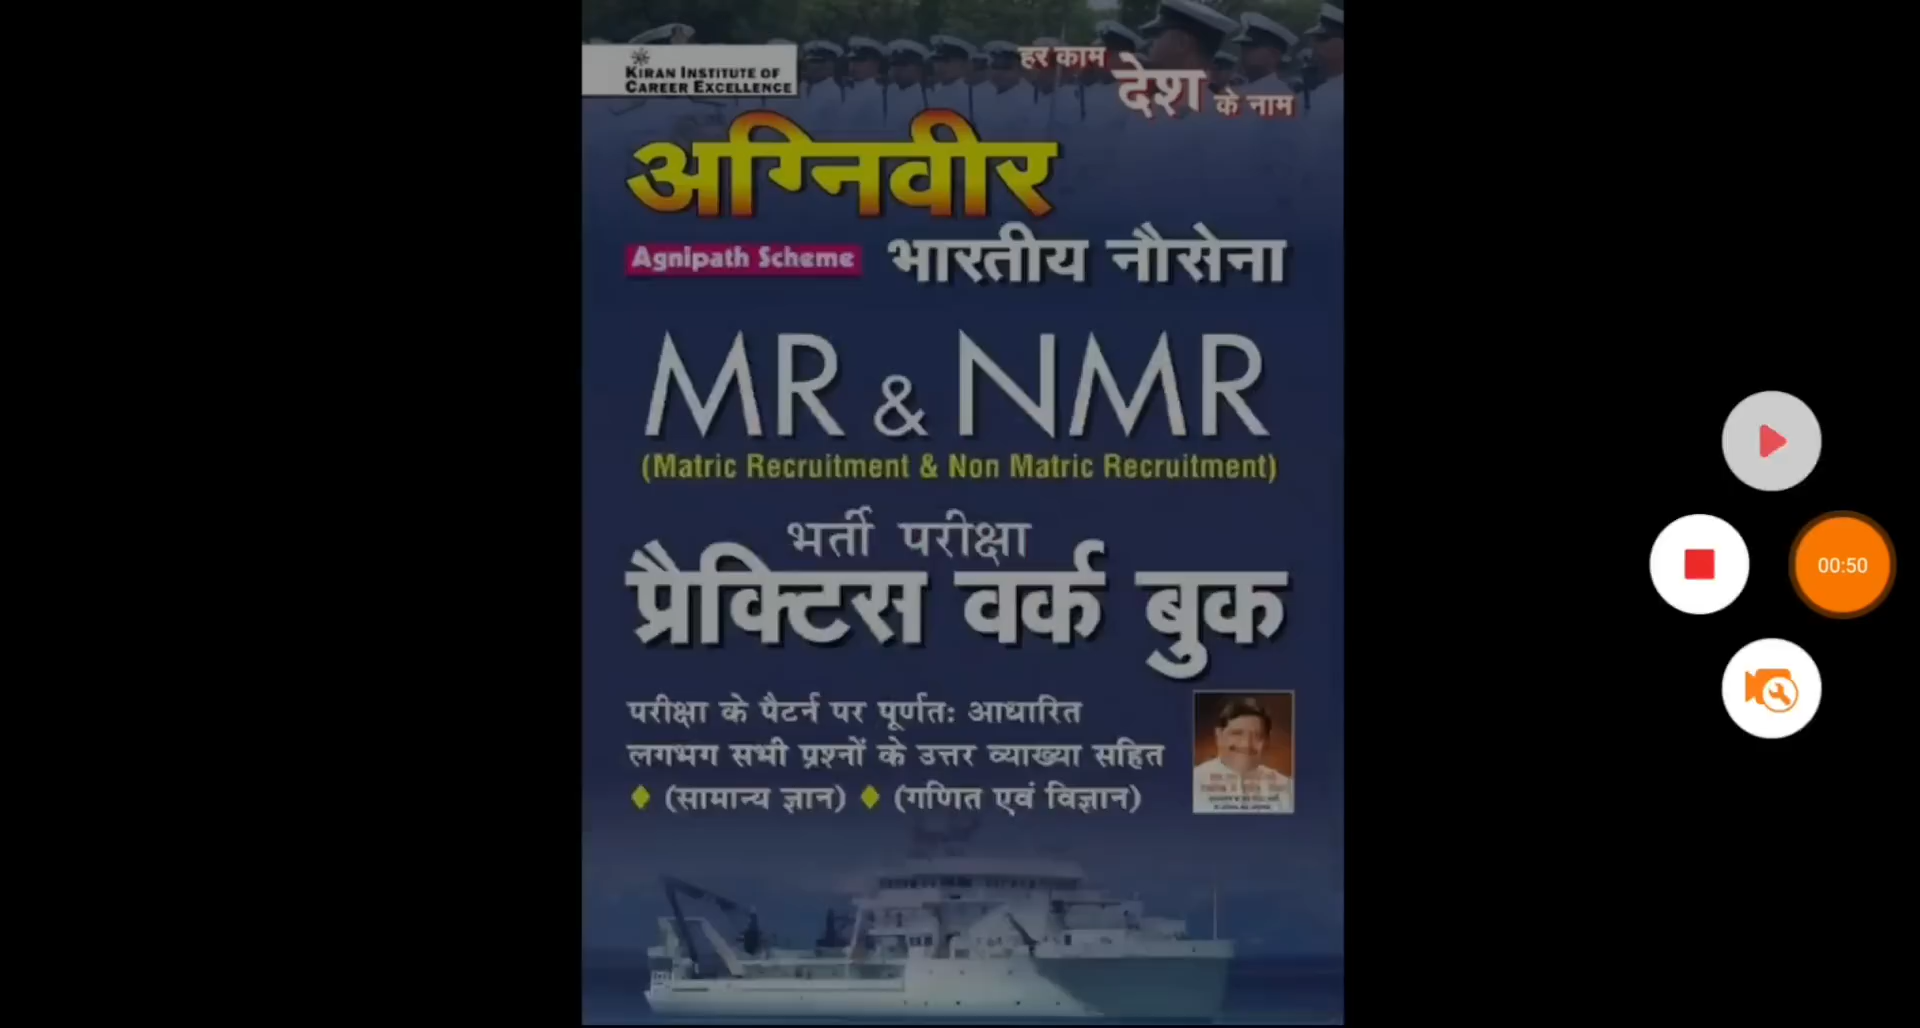 KIRAN INSTITUTE OF
CAREER EXCELLENCE
हर काम
देश के नाम
अग्निवीर
Agnipath Scheme भारतीय नौसेना
MR & NMR
(Matric Recruitment & Non Matric Recruitment)
भर्ती परीक्षा
प्रैक्टिस वर्क बुक
परीक्षा के पैटर्न पर पूर्णतः आधारित
लगभग सभी प्रश्नों के उत्तर व्याख्या सहित
(सामान्य ज्ञान) (गणित एवं विज्ञान)
00:50